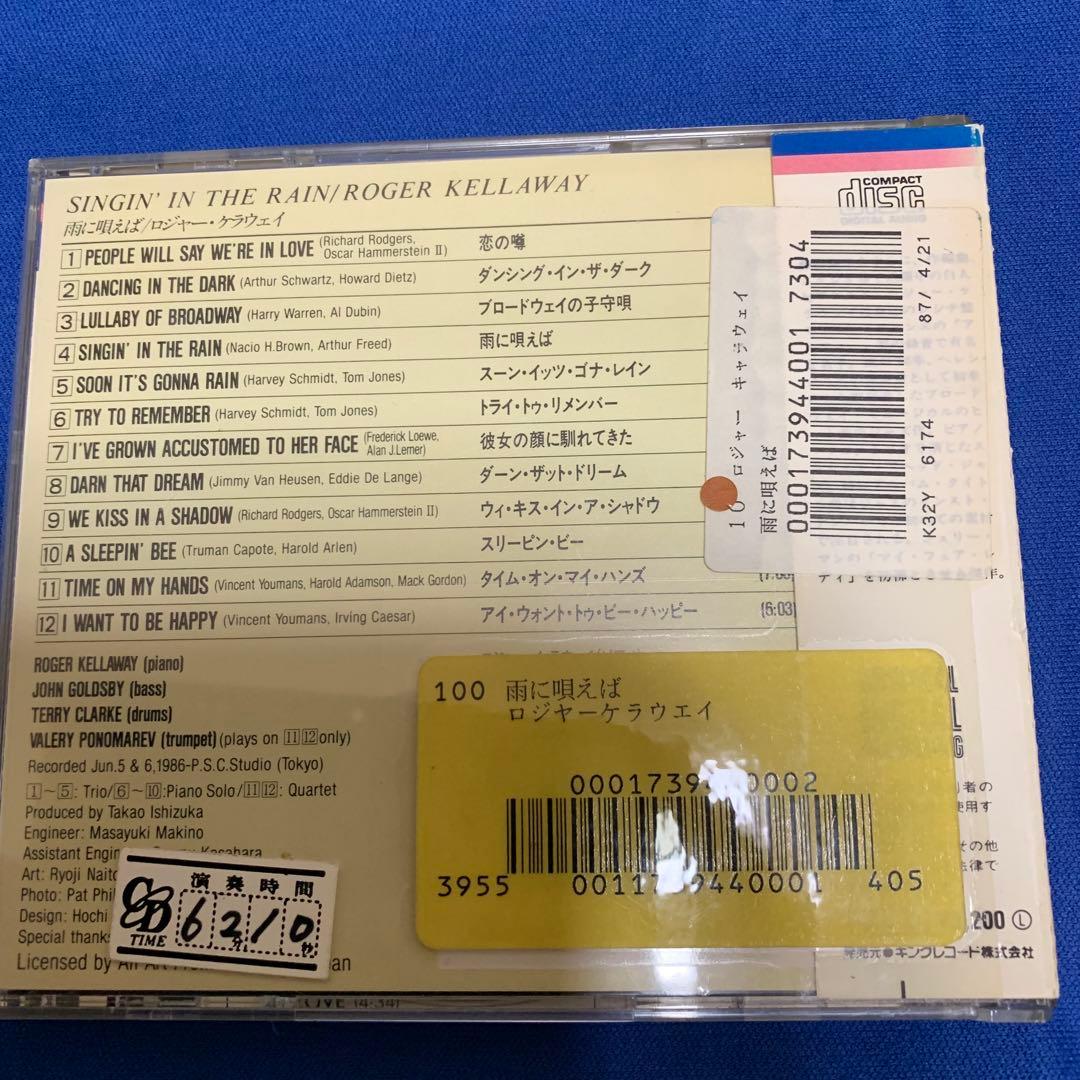 SINGIN' IN THE RAIN/ROGER KELLAWAY
雨に唄えば/ロジャー・ケラウェイ
1 PEOPLE WILL SAY WE'RE IN LOVE (Richard Rodgers, Oscar Hammerstein II) 恋の噂
2 DANCING IN THE DARK (Arthur Schwartz, Howard Dietz) ダンシング・イン・ザ・ダーク
3 LULLABY OF BROADWAY (Harry Warren, Al Dubin) ブロードウェイの子守唄
4 SINGIN' IN THE RAIN (Nacio H.Brown, Arthur Freed) 雨に唄えば
5 SOON IT'S GONNA RAIN (Harvey Schmidt, Tom Jones) スーン・イッツ・ゴナ・レイン
6 TRY TO REMEMBER (Harvey Schmidt, Tom Jones) トライ・トゥ・リメンバー
7 I'VE GROWN ACCUSTOMED TO HER FACE (Frederick Loewe, Alan J.Lerner) 彼女の顔に馴れてきた
8 DARN THAT DREAM (Jimmy Van Heusen, Eddie De Lange) ダーン・ザット・ドリーム
9 WE KISS IN A SHADOW (Richard Rodgers, Oscar Hammerstein II) ウィ・キス・イン・ア・シャドウ
10 A SLEEPIN' BEE (Truman Capote, Harold Arlen) スリーピン・ビー
11 TIME ON MY HANDS (Vincent Youmans, Harold Adamson, Mack Gordon) タイム・オン・マイ・ハンズ
12 I WANT TO BE HAPPY (Vincent Youmans, Irving Caesar) アイ・ウォント・トゥ・ビー・ハッピー (6:03)
ROGER KELLAWAY (piano)
JOHN GOLDSBY (bass)
TERRY CLARKE (drums)
VALERY PONOMAREV (trumpet) (plays on 11 12 only)
Recorded Jun.5 & 6,1986-P.S.C.Studio (Tokyo)
1~5: Trio/6~10:Piano Solo/11 12: Quartet
Produced by Takao Ishizuka
Engineer: Masayuki Makino
Assistant Kasahara
Art: Ryoji Naito
Photo: Pat
Design: Hochi
Special thanks
Licensed by
演奏時間
CD TIME 62分10秒
COMPACT
disc
DIGITAL AUDIO
10 ロジャー キャラウェイ
雨に唄えば
0001739440017304
K32Y 6174 87/ 4/21
100 雨に唄えば
ロジヤーケラウエイ
3955 0011739440001 405
200 Ⓛ
発売元●キングレコード株式会社